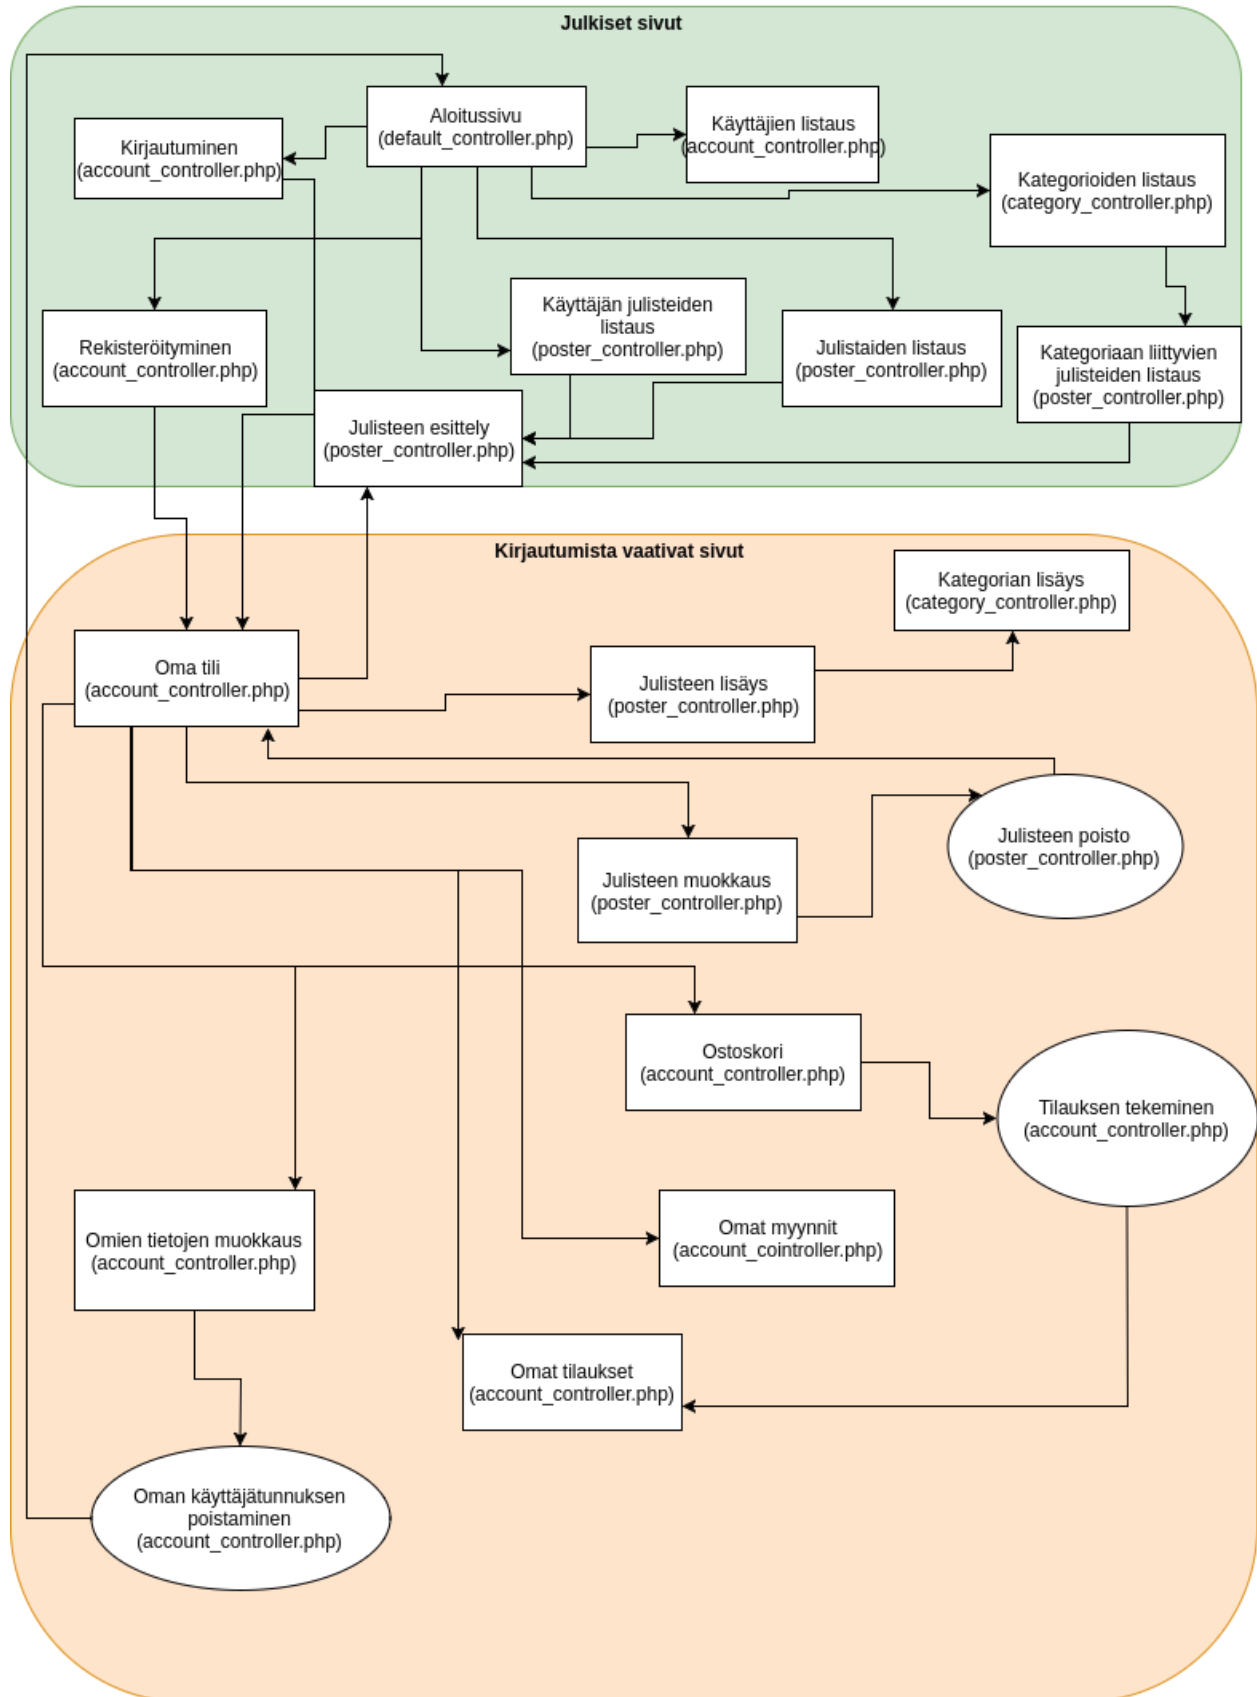 Julkiset sivut
Aloitussivu
(default_controller.php)
Käyttäjien listaus
(account_controller.php)
Kirjautuminen
(account_controller.php)
Kategorioiden listaus
(category_controller.php)
Käyttäjän julisteiden
listaus
(poster_controller.php)
Rekisteröityminen
(account_controller.php)
Julistaiden listaus
(poster_controller.php)
Kategoriaan liittyvien
julisteiden listaus
(poster_controller.php)
Julisteen esittely
(poster_controller.php)
Kirjautumista vaativat sivut
Kategorian lisäys
(category_controller.php)
Oma tili
(account_controller.php)
Julisteen lisäys
(poster_controller.php)
Julisteen poisto
(poster_controller.php)
Julisteen muokkaus
(poster_controller.php)
Ostoskori
(account_controller.php)
Tilauksen tekeminen
(account_controller.php)
Omien tietojen muokkaus
(account_controller.php)
Omat myynnit
(account_cointroller.php)
Omat tilaukset
(account_controller.php)
Oman käyttäjätunnuksen
poistaminen
(account_controller.php)